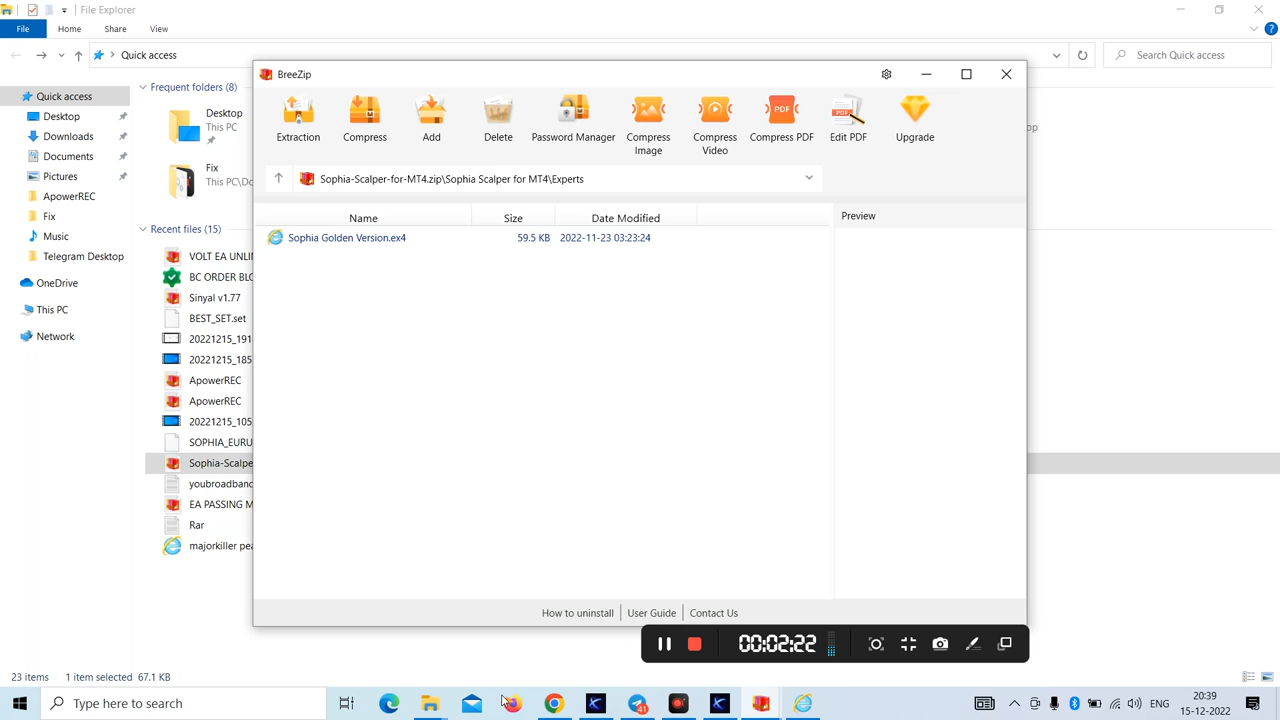 File Explorer
File Home Share View
Quick access
Search Quick access
Quick access
Desktop
Downloads
Documents
Pictures
ApowerREC
Fix
Music
Telegram Desktop
OneDrive
This PC
Network
Frequent folders (8)
Desktop
This PC
Fix
This PC\Do
op
Recent files (15)
VOLT EA UNLI
BC ORDER BLO
Sinyal v1.77
BEST_SET.set
20221215_191
20221215_185
ApowerREC
ApowerREC
20221215_105
SOPHIA_EURU
Sophia-Scalpe
youbroadband
EA PASSING M
Rar
majorkiller pea
BreeZip
Extraction
Compress
Add
Delete
Password Manager
Compress Image
Compress Video
PDF
Compress PDF
PDF
Edit PDF
Upgrade
Sophia-Scalper-for-MT4.zip\Sophia Scalper for MT4\Experts
Name Size Date Modified
Preview
Sophia Golden Version.ex4 59.5 KB 2022-11-23 03:23:24
How to uninstall User Guide Contact Us
00:02:22
23 items 1 item selected 67.1 KB
Type here to search
41
ENG
20:39
15-12-2022